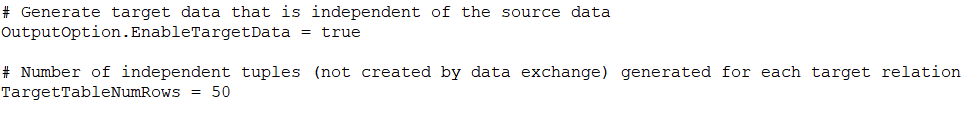 # Generate target data that is independent of the source data
OutputOption.EnableTargetData = true
# Number of independent tuples (not created by data exchange) generated for each target relation
TargetTableNumRows = 50